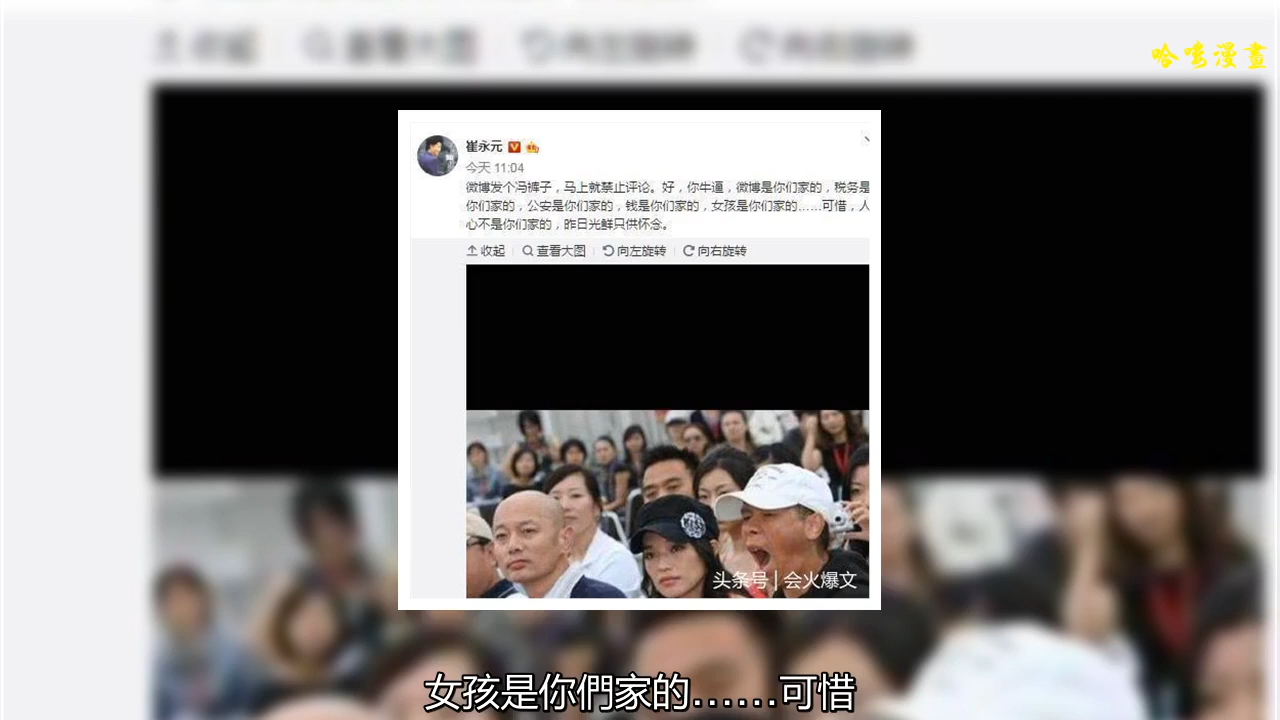 哈哇漫畫
崔永元
今天 11:04
微博发个冯裤子，马上就禁止评论。好，你牛逼，微博是你们家的，税务是
你们家的，公安是你们家的，钱是你们家的，女孩是你们家的……可惜，人
心不是你们家的，昨日光鲜只供怀念。
收起 查看大图 向左旋转 向右旋转
头条号 | 会火爆文
女孩是你們家的……可惜